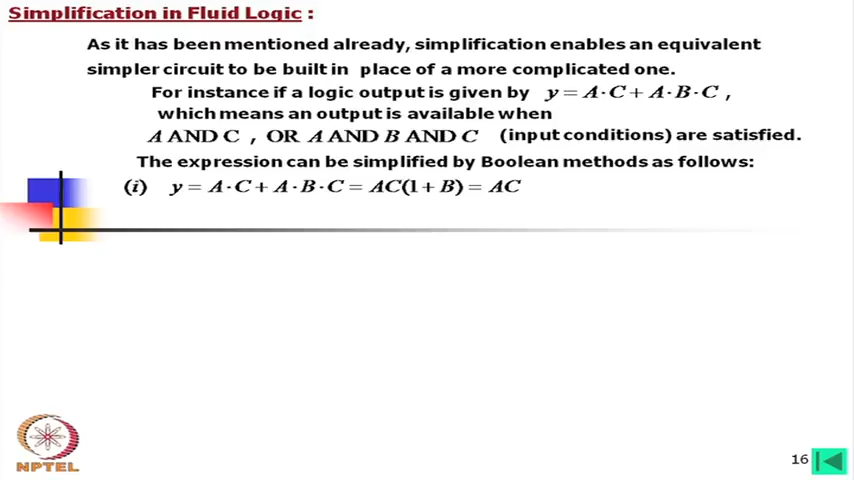 Simplification in Fluid Logic :
As it has been mentioned already, simplification enables an equivalent
simpler circuit to be built in place of a more complicated one.
For instance if a logic output is given by y = A·C + A·B·C ,
which means an output is available when
A AND C , OR A AND B AND C (input conditions) are satisfied.
The expression can be simplified by Boolean methods as follows:
(i) y = A·C + A·B·C = AC(1 + B) = AC
NPTEL
16